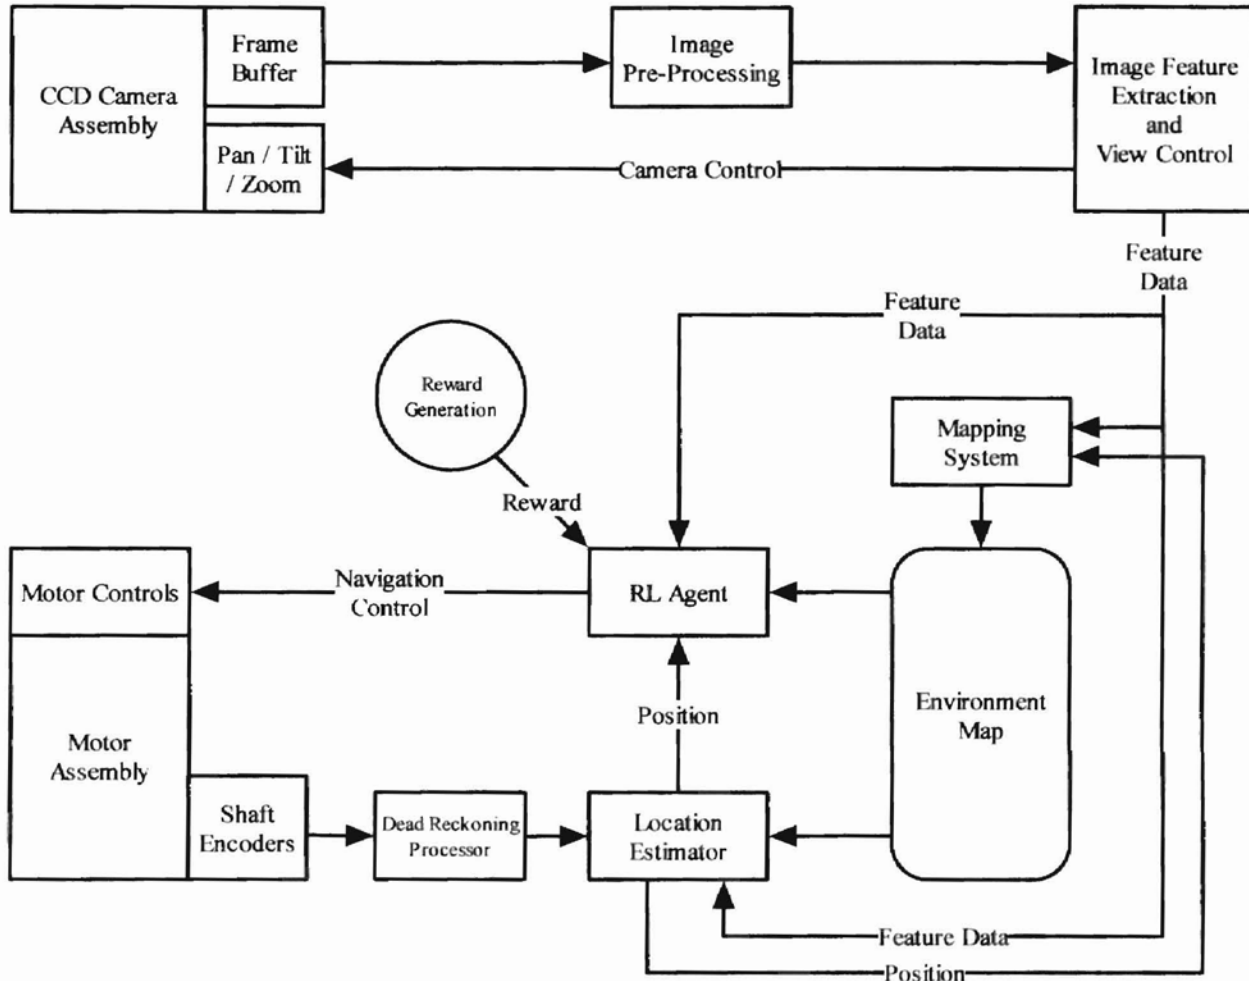 Frame
Buffer
CCD Camera
Assembly
Pan / Tilt
/ Zoom
Image
Pre-Processing
Image Feature
Extraction
and
View Control
Camera Control
Feature
Data
Feature
Data
Reward
Generation
Mapping
System
Reward
Motor Controls
Navigation
Control
RL Agent
Environment
Map
Position
Motor
Assembly
Shaft
Encoders
Dead Reckoning
Processor
Location
Estimator
Feature Data
Position